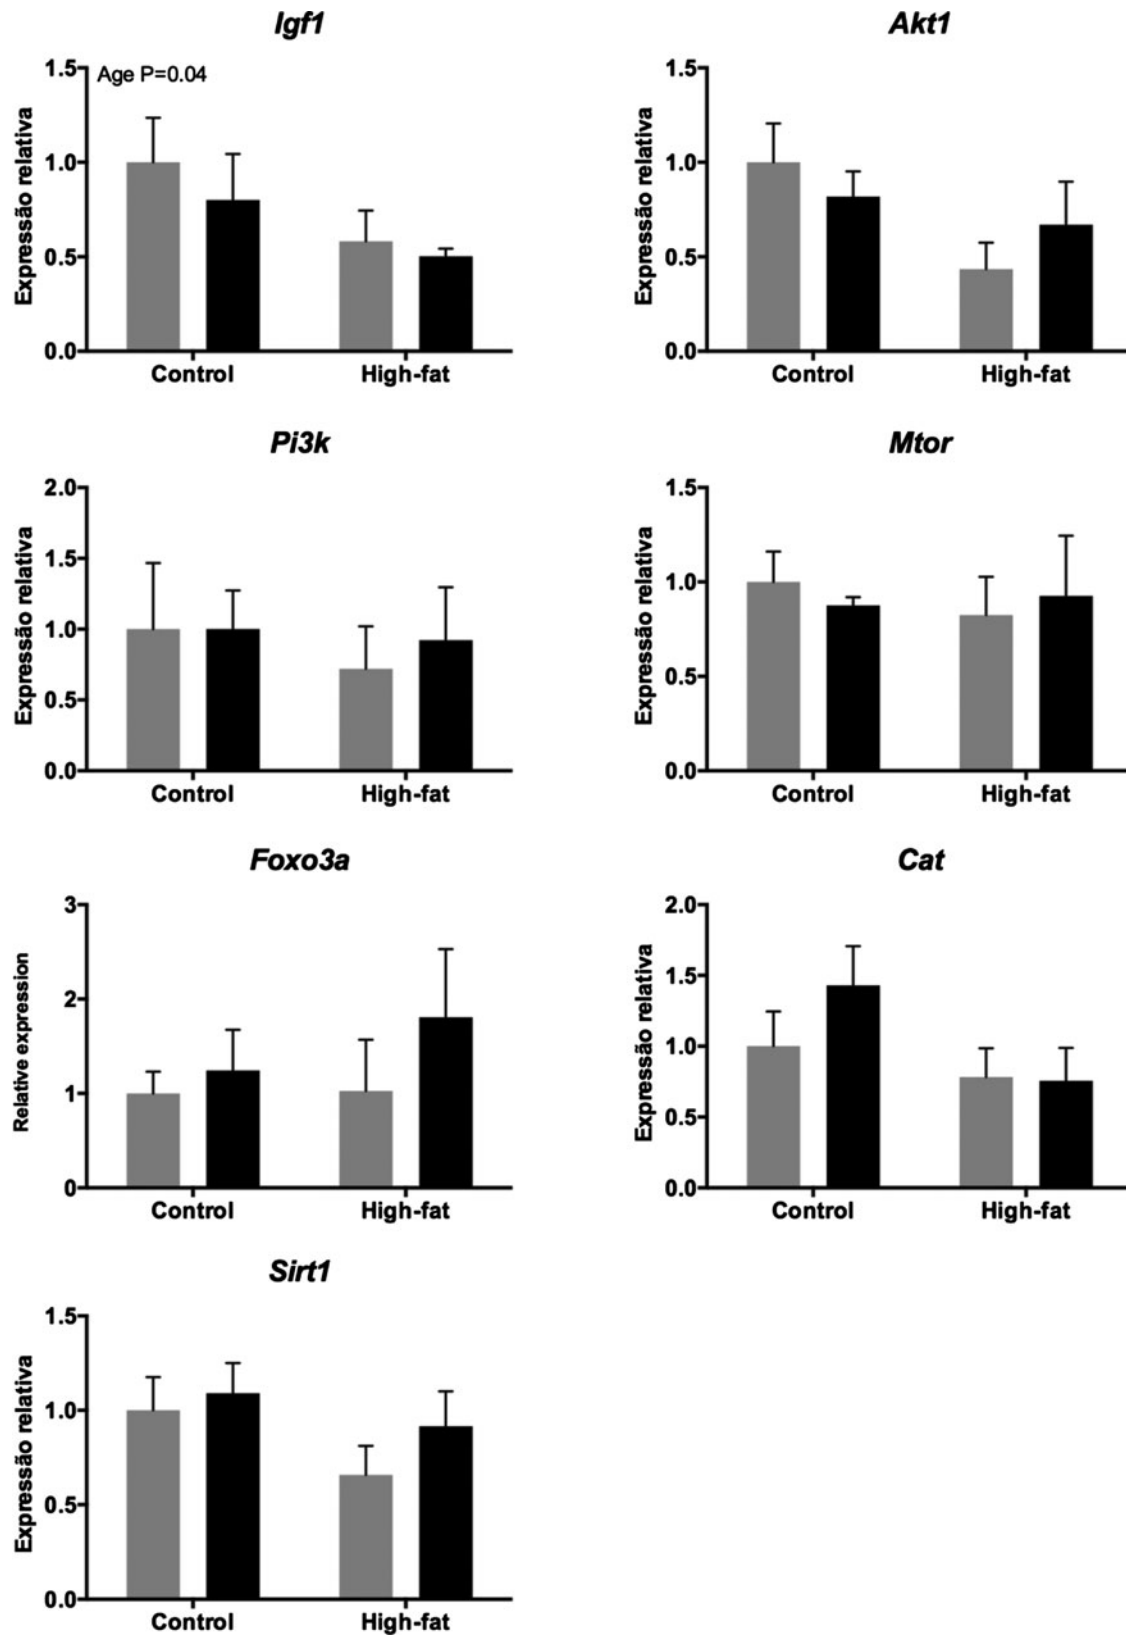 Igf1
Age P=0.04
Expressão relativa
1.5
1.0
0.5
0.0
Control High-fat
Akt1
Expressão relativa
1.5
1.0
0.5
0.0
Control High-fat
Pi3k
Expressão relativa
2.0
1.5
1.0
0.5
0.0
Control High-fat
Mtor
Expressão relativa
1.5
1.0
0.5
0.0
Control High-fat
Foxo3a
Relative expression
3
2
1
0
Control High-fat
Cat
Expressão relativa
2.0
1.5
1.0
0.5
0.0
Control High-fat
Sirt1
Expressão relativa
1.5
1.0
0.5
0.0
Control High-fat